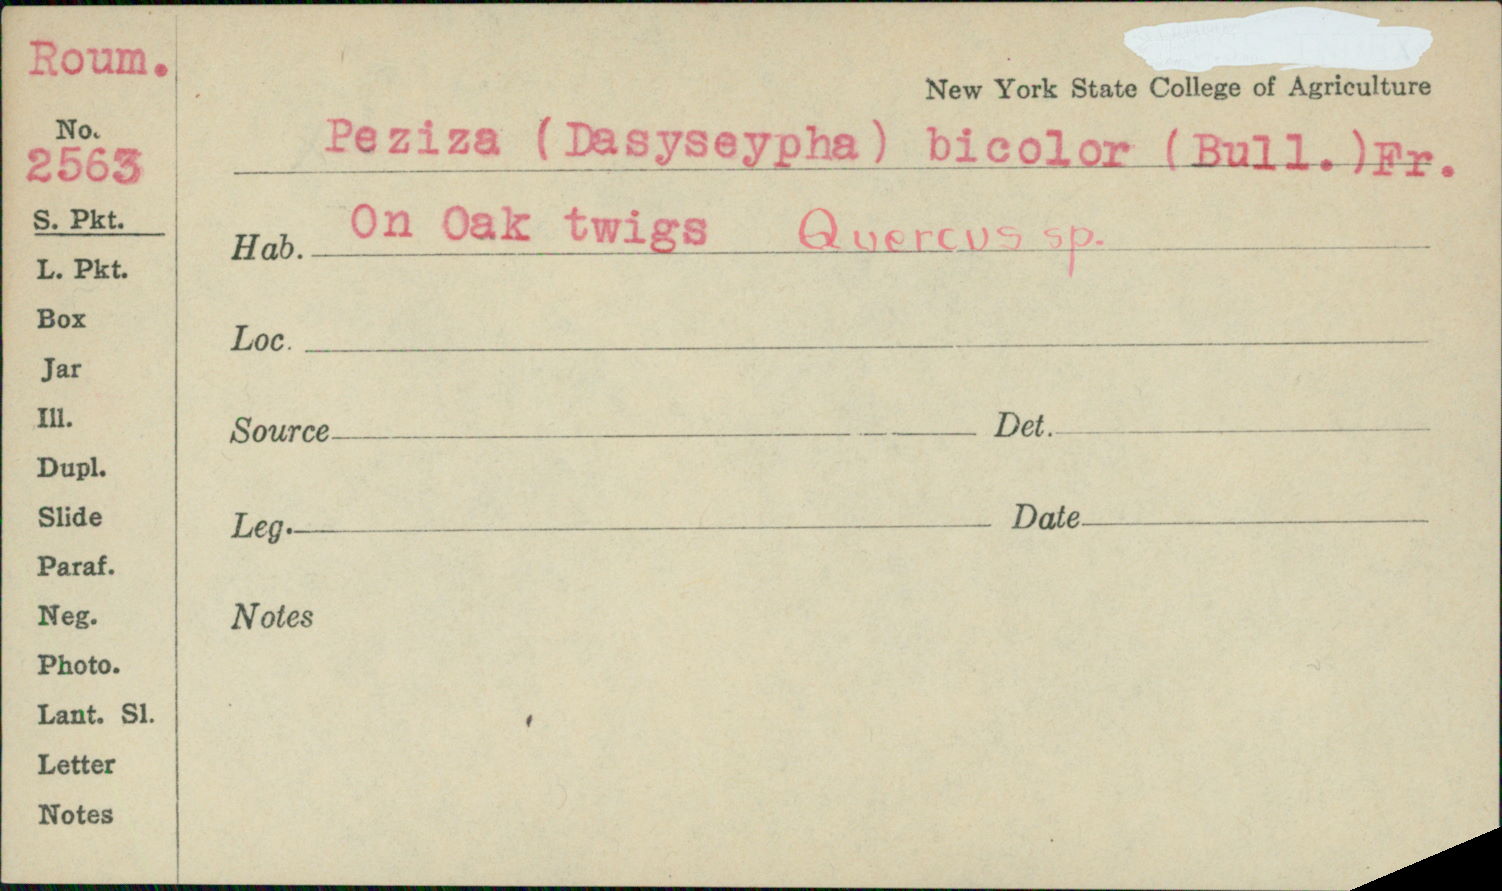 Roum.
New York State College of Agriculture
No.
2563
Peziza (Dasyseypha) bicolor (Bull.)Fr.
S. Pkt.
Hab. On Oak twigs Quercus sp.
L. Pkt.
Box
Loc.
Jar
Ill.
Source Det.
Dupl.
Slide
Leg. Date
Paraf.
Neg.
Notes
Photo.
Lant. Sl.
Letter
Notes